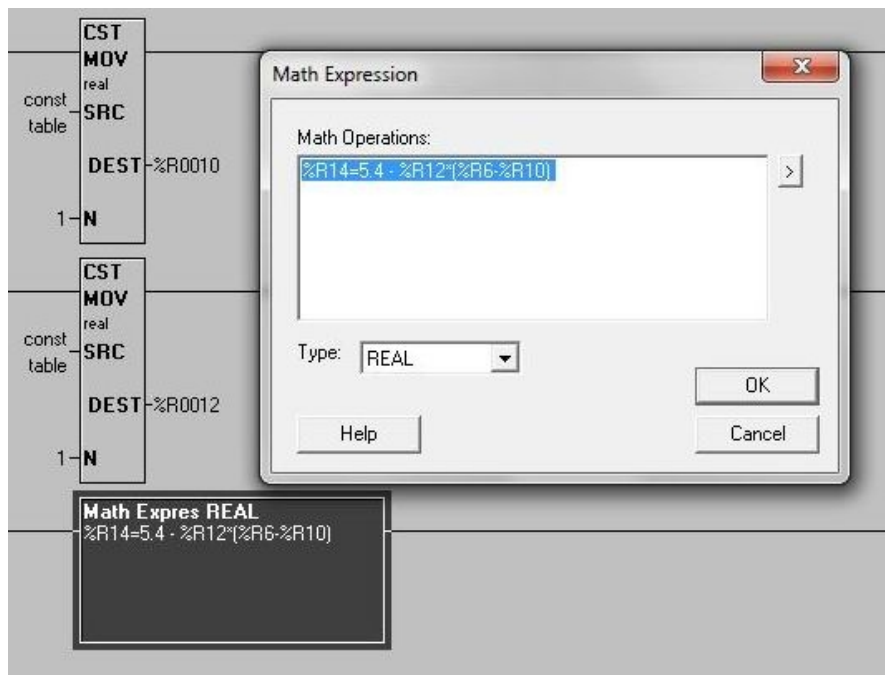 CST
MOV
real
const
table
SRC
DEST
%R0010
1
N
CST
MOV
real
const
table
SRC
DEST
%R0012
1
N
Math Expres REAL
%R14=5.4 - %R12*(%R6-%R10)
Math Expression
X
Math Operations:
%R14=5.4 - %R12*(%R6-%R10)
>
Type: REAL
OK
Help
Cancel